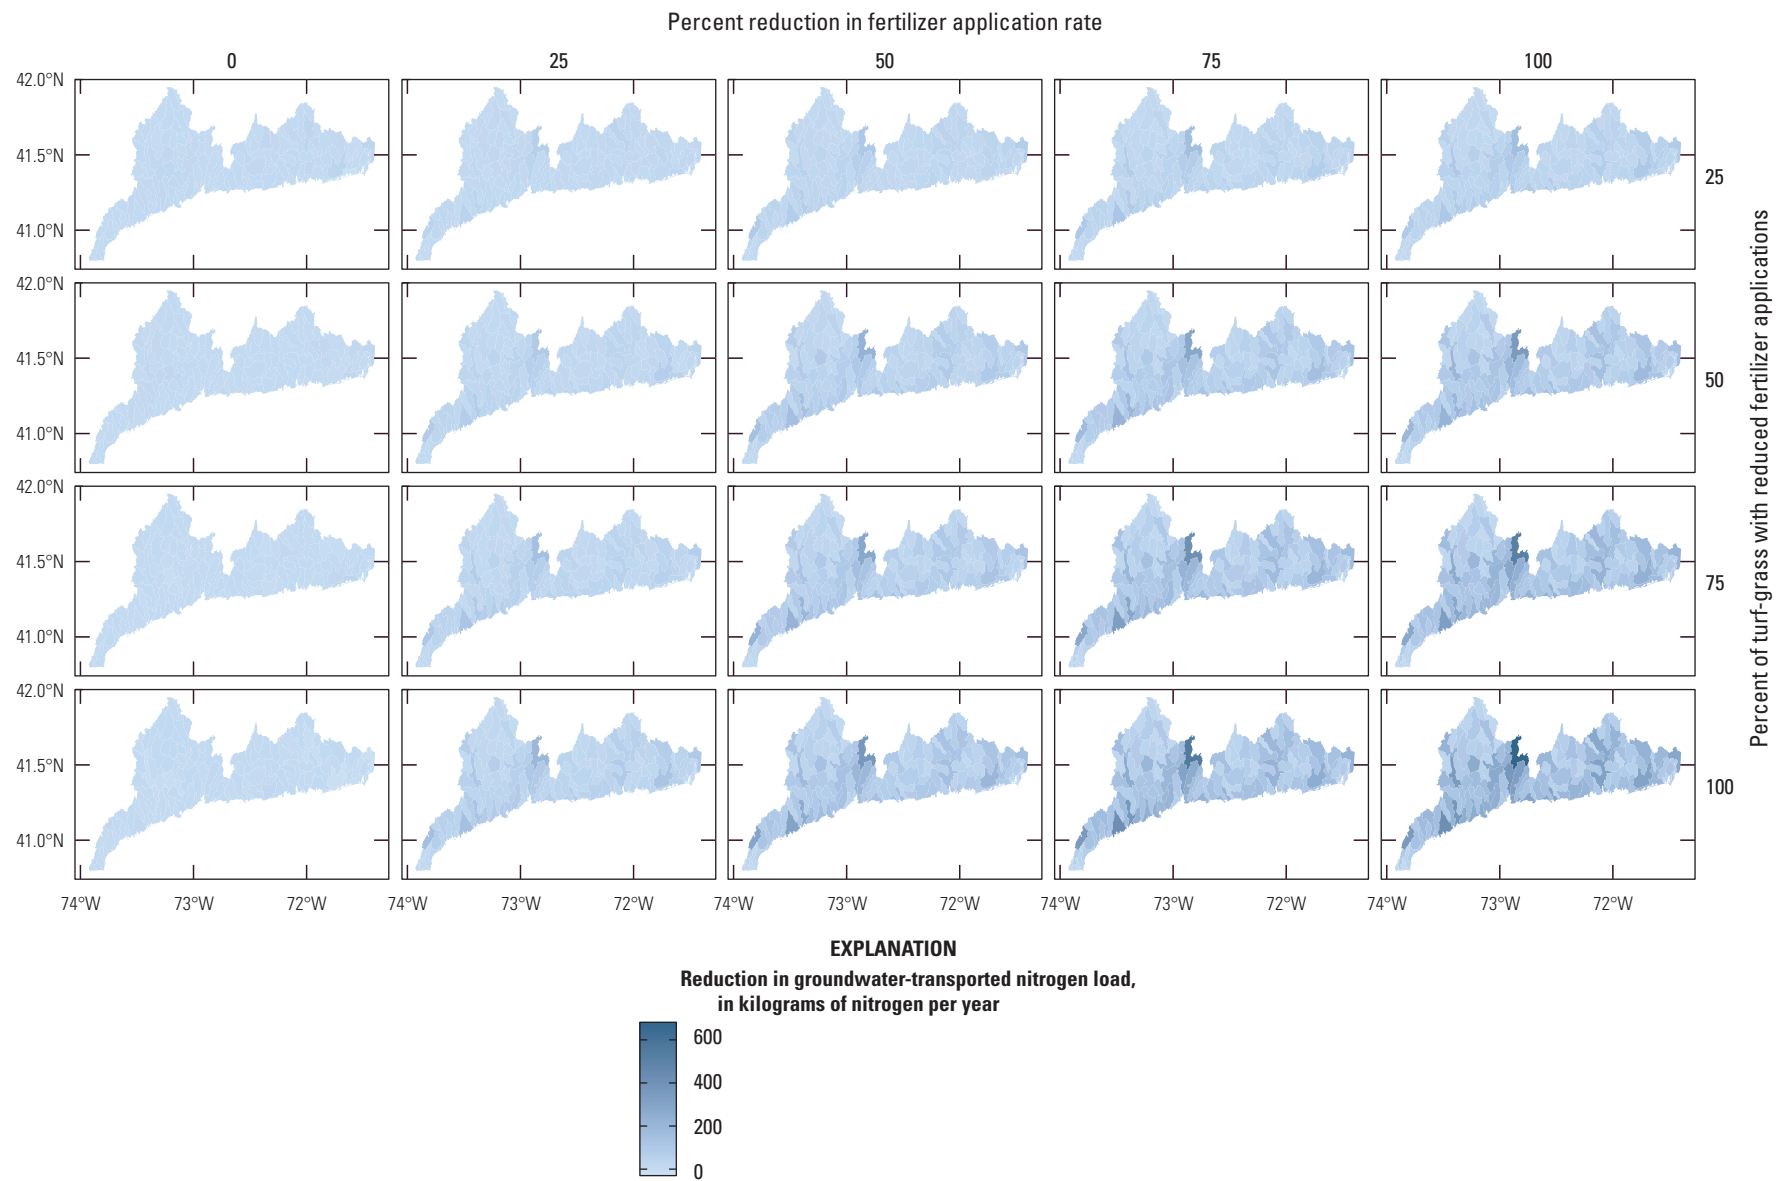 Percent reduction in fertilizer application rate
0 25 50 75 100
42.0°N
41.5°N
25
41.0°N
42.0°N
41.5°N
50
41.0°N
42.0°N
41.5°N
75
41.0°N
42.0°N
41.5°N
100
41.0°N
Percent of turf-grass with reduced fertilizer applications
74°W 73°W 72°W 74°W 73°W 72°W 74°W 73°W 72°W 74°W 73°W 72°W 74°W 73°W 72°W
EXPLANATION
Reduction in groundwater-transported nitrogen load,
in kilograms of nitrogen per year
600
400
200
0